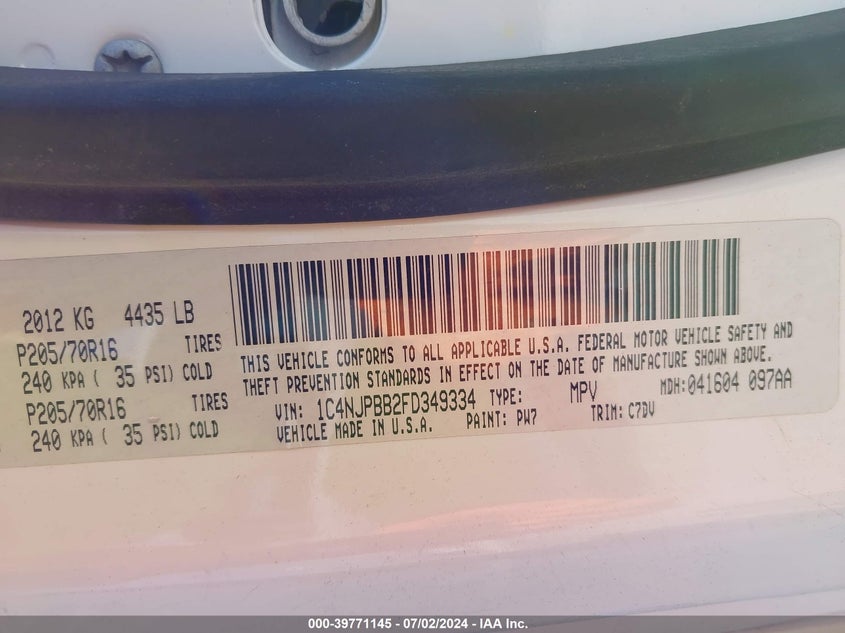 2012 KG 4435 LB
P205/70R16 TIRES
240 KPA ( 35 PSI) COLD
P205/70R16 TIRES
240 KPA ( 35 PSI) COLD
THIS VEHICLE CONFORMS TO ALL APPLICABLE U.S.A. FEDERAL MOTOR VEHICLE SAFETY AND
THEFT PREVENTION STANDARDS IN EFFECT ON THE DATE OF MANUFACTURE SHOWN ABOVE.
VIN: 1C4NJPBB2FD349334 TYPE: MPV MDH:041604 097AA
VEHICLE MADE IN U.S.A. PAINT: PW7 TRIM: C7DV
000-39771145 - 07/02/2024 - IAA Inc.